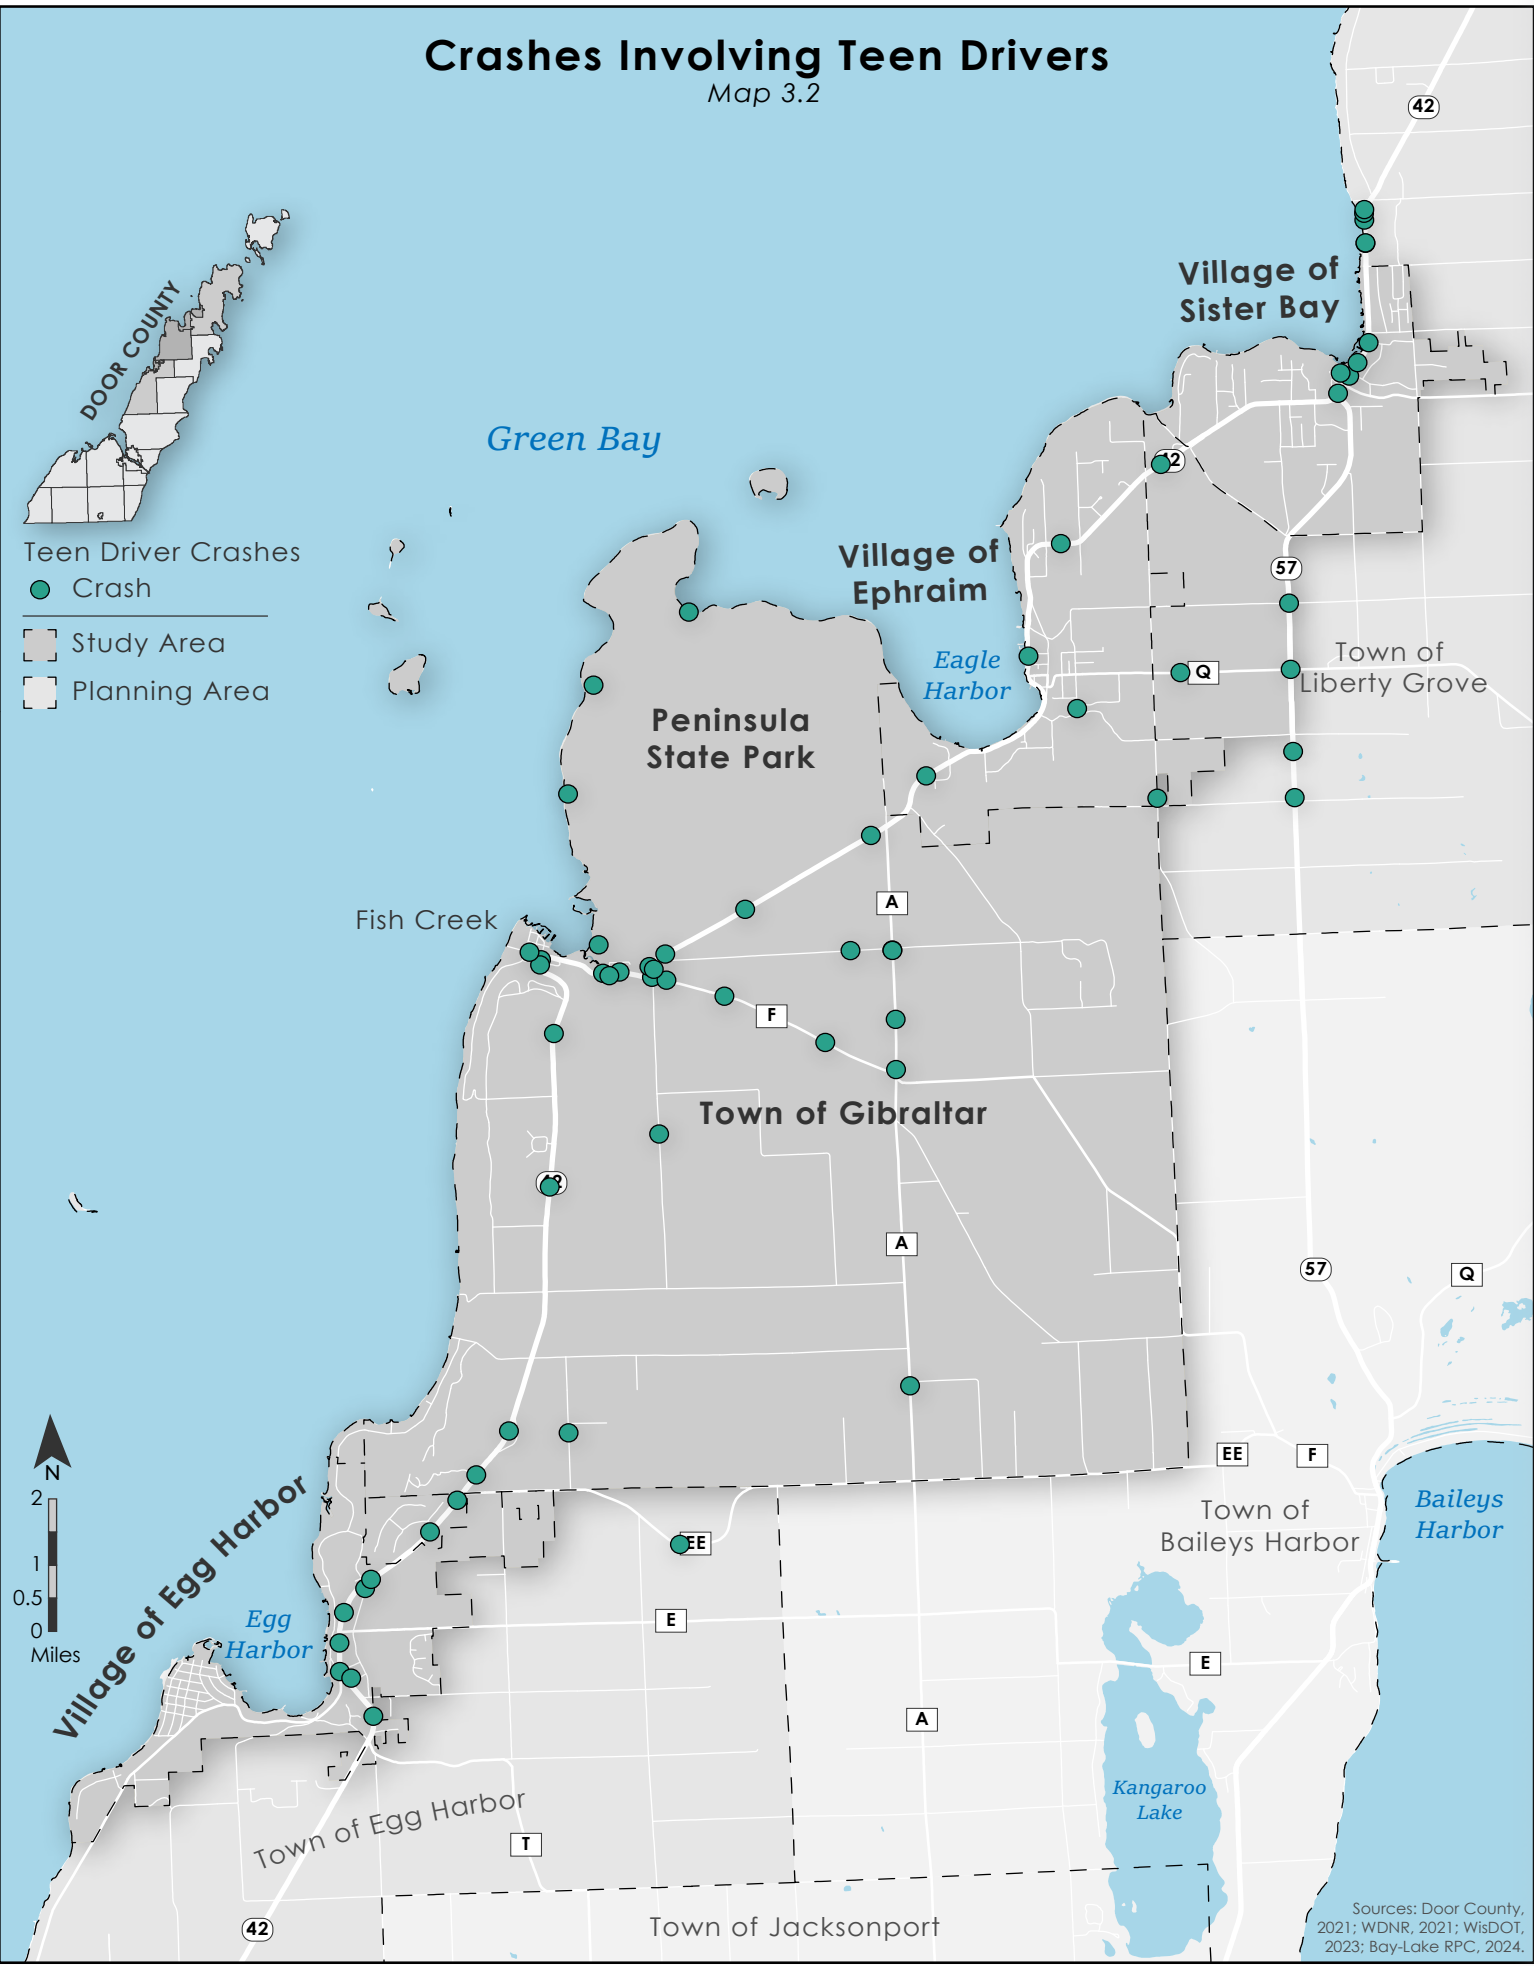 Crashes Involving Teen Drivers
Map 3.2
42
Village of
Sister Bay
DOOR COUNTY
Green Bay
Teen Driver Crashes
Crash
Study Area
Planning Area
Village of
Ephraim
57
Eagle
Harbor
Q
Town of
Liberty Grove
Peninsula
State Park
Fish Creek
A
F
Town of Gibraltar
A
57
Q
N
2
1
0.5
0
Miles
Village of Egg Harbor
Egg
Harbor
EE
F
EE
Town of
Baileys Harbor
Baileys
Harbor
E
E
A
Kangaroo
Lake
Town of Egg Harbor
T
42
Town of Jacksonport
Sources: Door County,
2021; WDNR, 2021; WisDOT,
2023; Bay-Lake RPC, 2024.